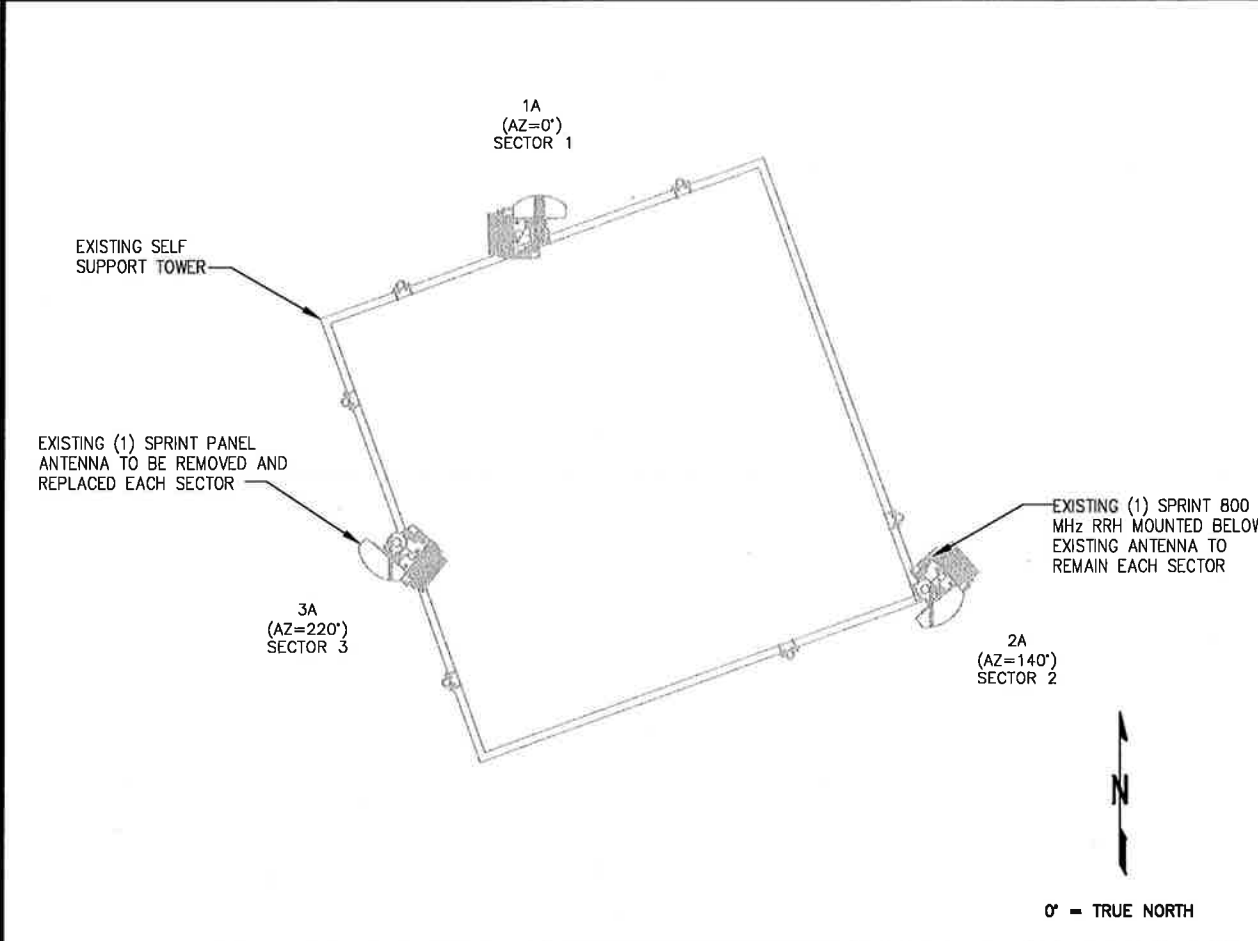 1A
(AZ=0°)
SECTOR 1
EXISTING SELF
SUPPORT TOWER
EXISTING (1) SPRINT PANEL
ANTENNA TO BE REMOVED AND
REPLACED EACH SECTOR
EXISTING (1) SPRINT 800
MHz RRH MOUNTED BELOW
EXISTING ANTENNA TO
REMAIN EACH SECTOR
3A
(AZ=220°)
SECTOR 3
2A
(AZ=140°)
SECTOR 2
N
0° = TRUE NORTH